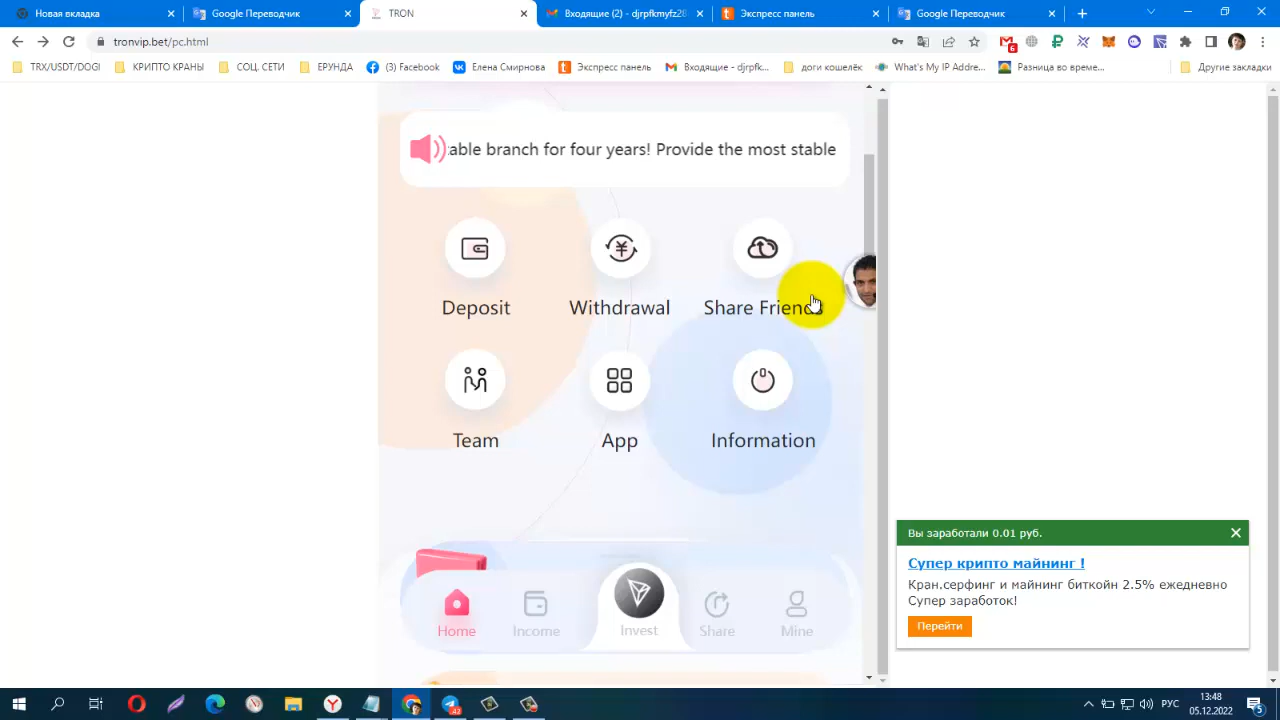 Новая вкладка
Google Переводчик
TRON
Входящие (2) - djrpfkmyfz28
Экспресс панель
Google Переводчик
tronvip.bet/pc.html
6
TRX/USDT/DOGI
КРИПТО КРАНЫ
СОЦ. СЕТИ
ЕРУНДА
(3) Facebook
Елена Смирнова
Экспресс панель
Входящие - djrpfk...
доги кошелёк
What's My IP Addre...
Разница во време...
Другие закладки
table branch for four years! Provide the most stable
Deposit
Withdrawal
Share Friends
Team
App
Information
Вы заработали 0.01 руб.
Супер крипто майнинг !
Кран.серфинг и майнинг биткойн 2.5% ежедневно
Супер заработок!
Перейти
Home
Income
Invest
Share
Mine
РУС
13:48
05.12.2022